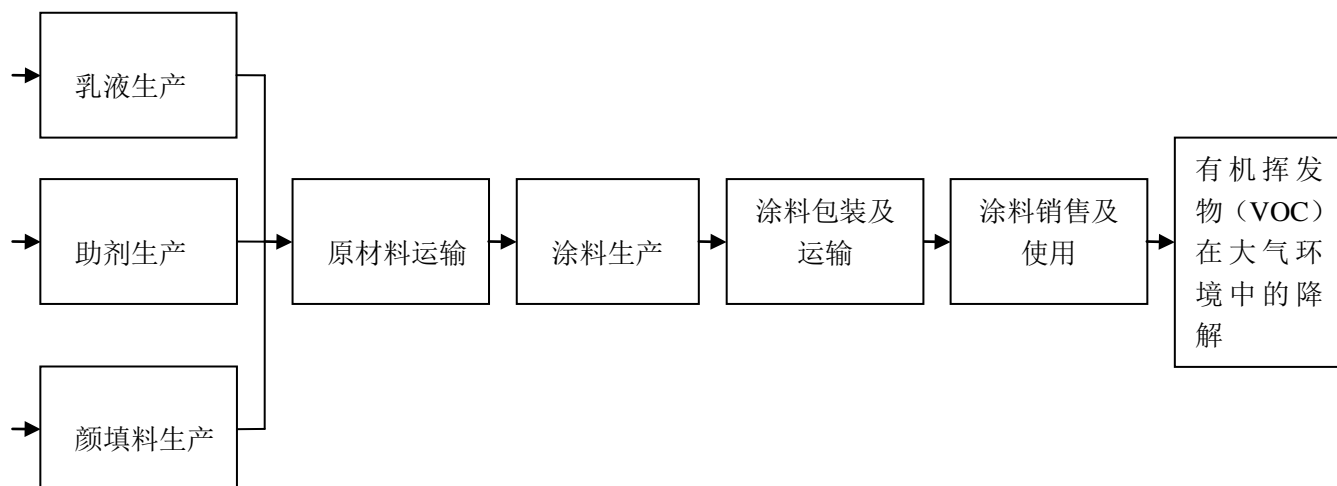 乳液生产
助剂生产
颜填料生产
原材料运输
涂料生产
涂料包装及
运输
涂料销售及
使用
有机挥发
物（VOC）
在大气环
境中的降
解